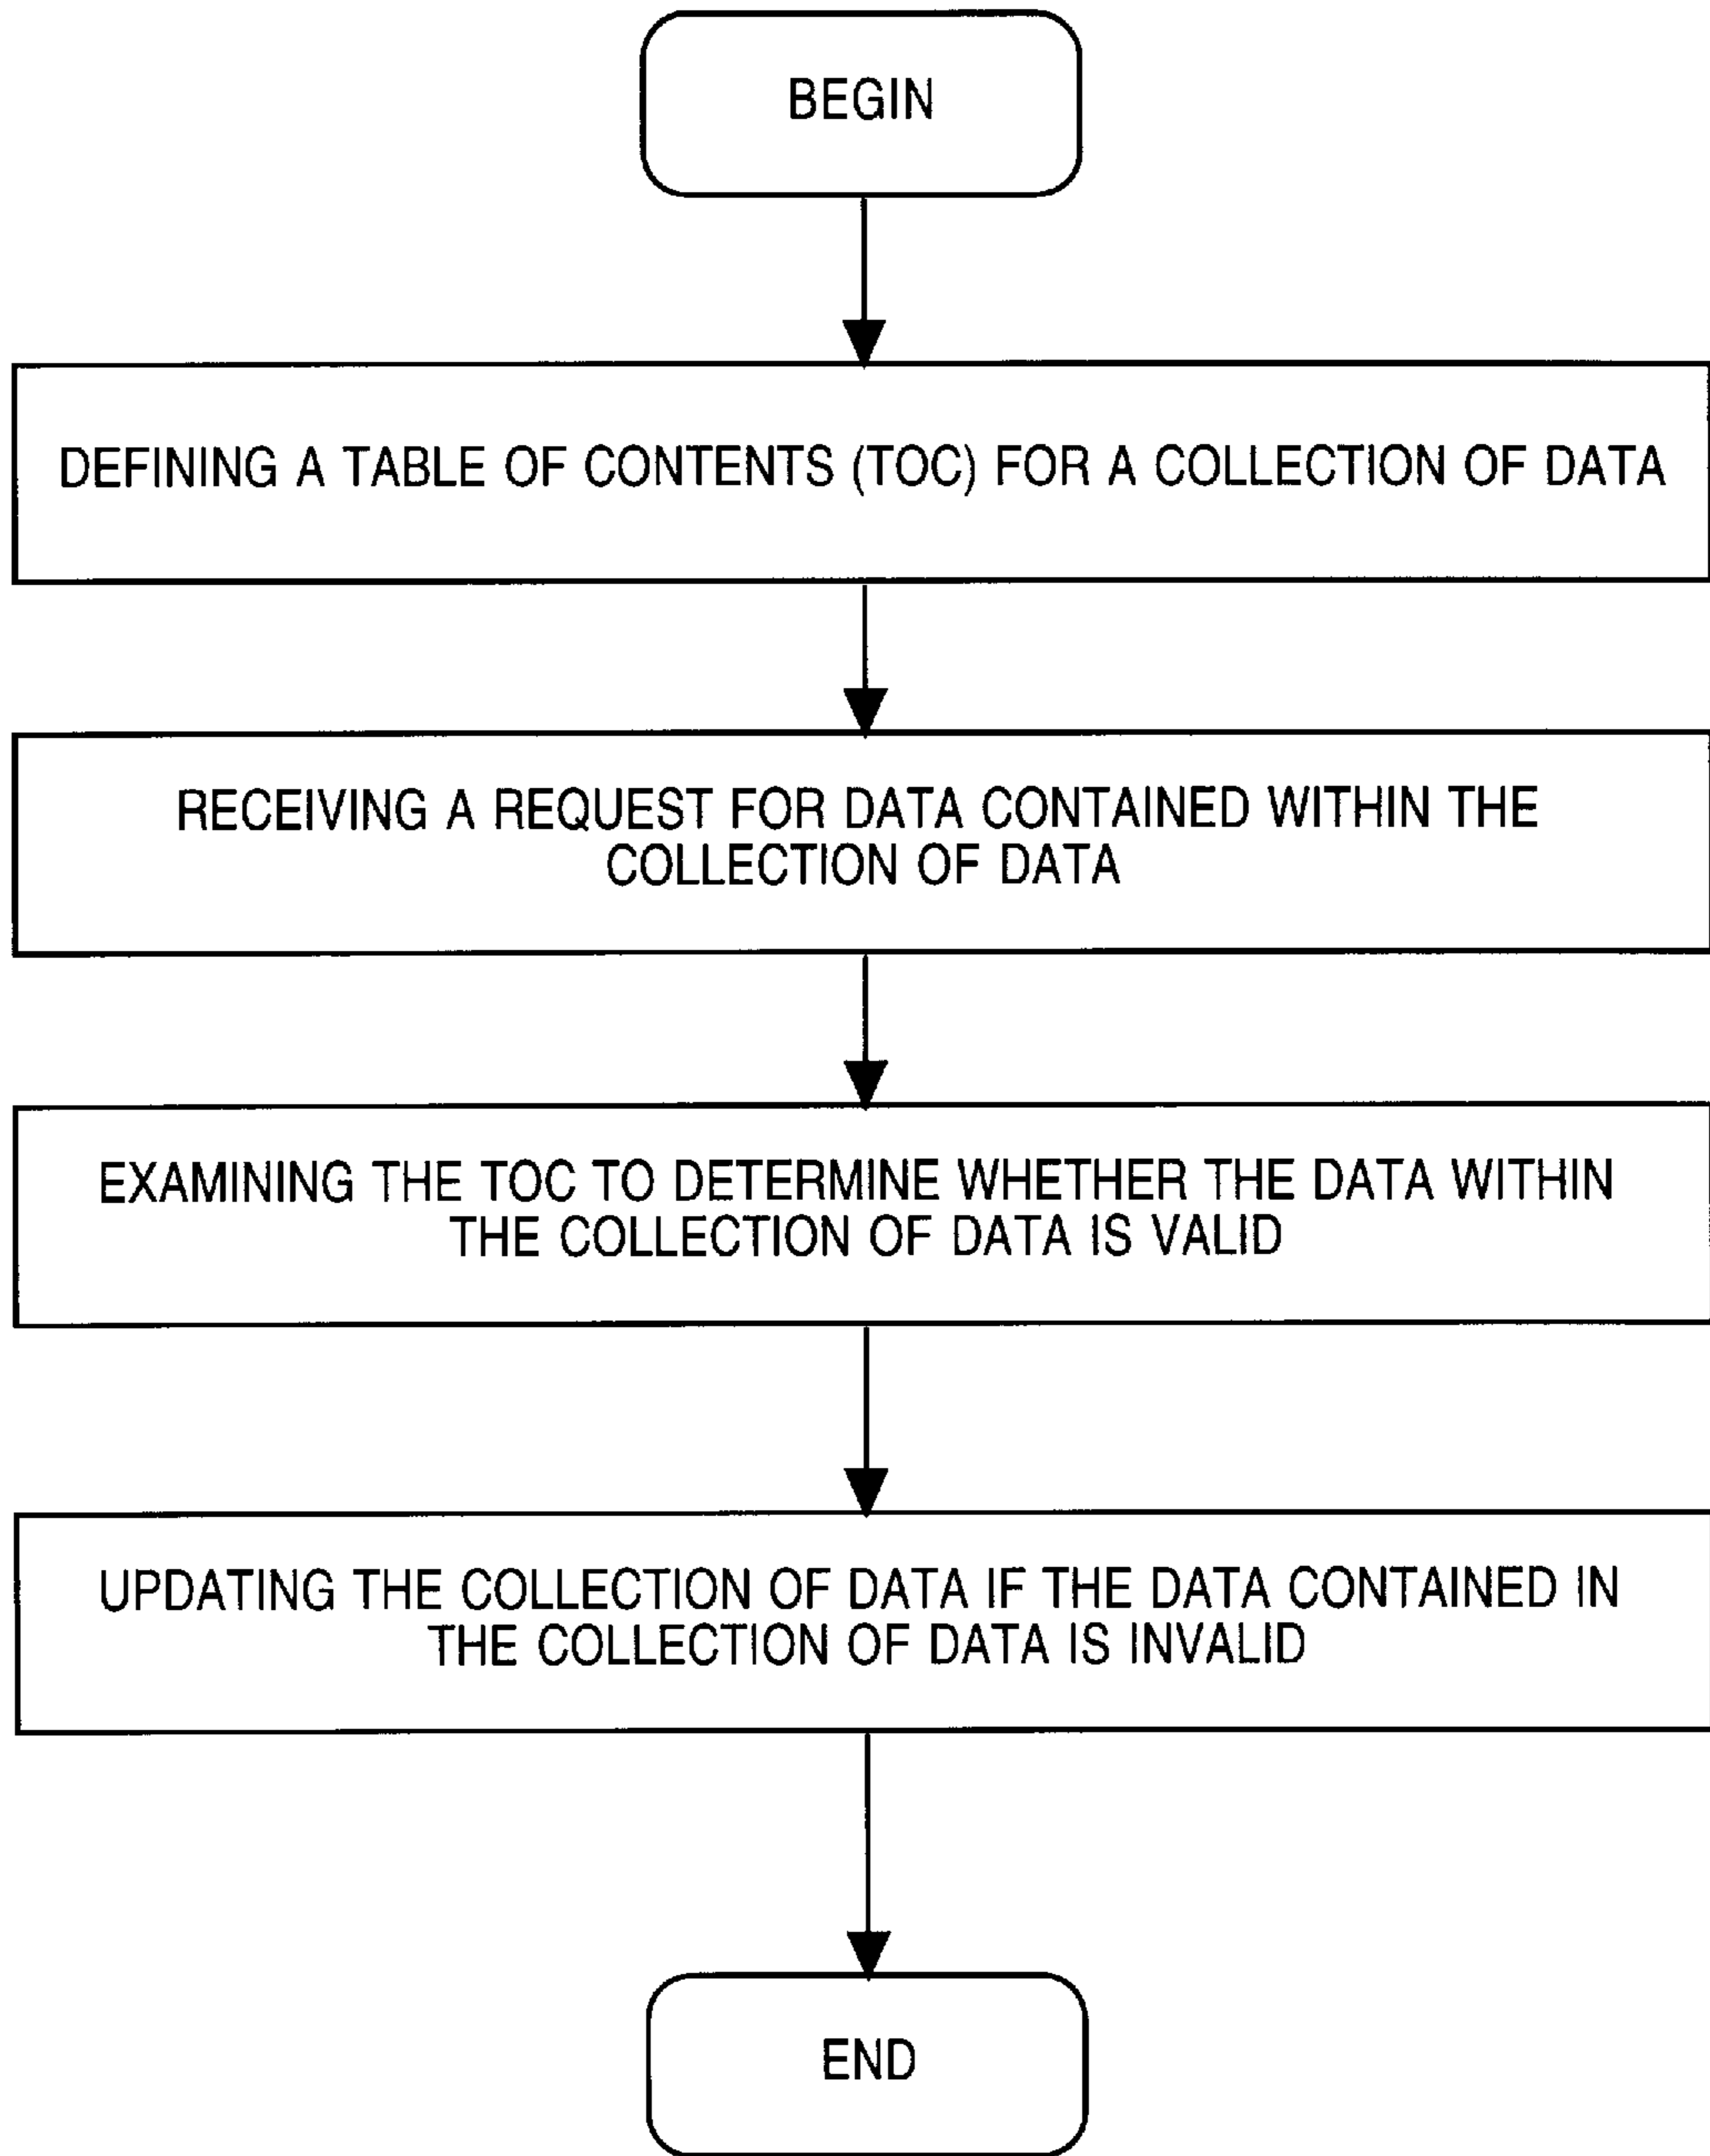 BEGIN
DEFINING A TABLE OF CONTENTS (TOC) FOR A COLLECTION OF DATA
RECEIVING A REQUEST FOR DATA CONTAINED WITHIN THE
COLLECTION OF DATA
EXAMINING THE TOC TO DETERMINE WHETHER THE DATA WITHIN
THE COLLECTION OF DATA IS VALID
UPDATING THE COLLECTION OF DATA IF THE DATA CONTAINED IN
THE COLLECTION OF DATA IS INVALID
END